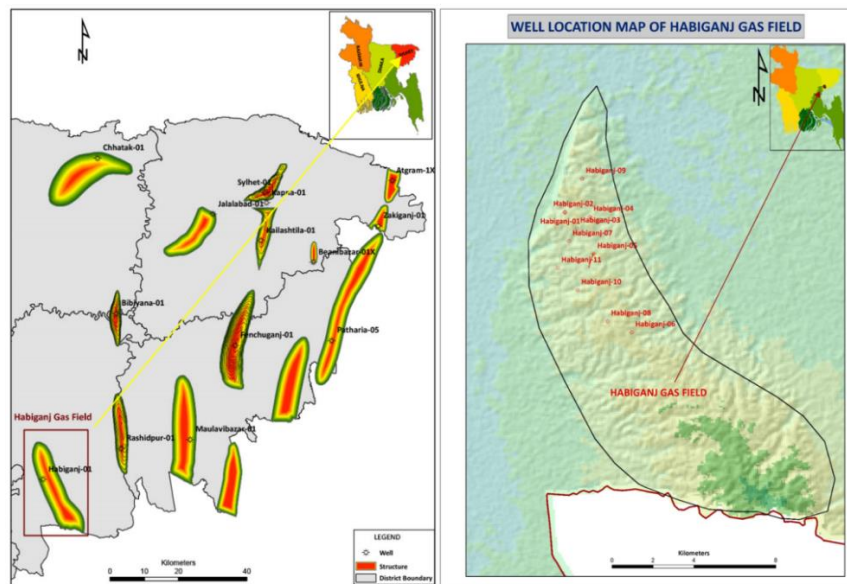 N
Chhatak-01
Sylhet-01
Kapna-01
Jalalabad-01
Atgram-1X
Zakiganj-01
Kailashtila-01
Beanibazar-01X
Bibiyana-01
Fenchuganj-01
Patharia-05
Habiganj Gas Field
Rashidpur-01
Maulavibazar-01
Habiganj-01
LEGEND
Well
Structure
District Boundary
Kilometers
0 10 20 40
WELL LOCATION MAP OF HABIGANJ GAS FIELD
N
Habiganj-09
Habiganj-02
Habiganj-04
Habiganj-01
Habiganj-03
Habiganj-07
Habiganj-05
Habiganj-11
Habiganj-10
Habiganj-08
Habiganj-06
HABIGANJ GAS FIELD
Kilometers
0 2 4 8